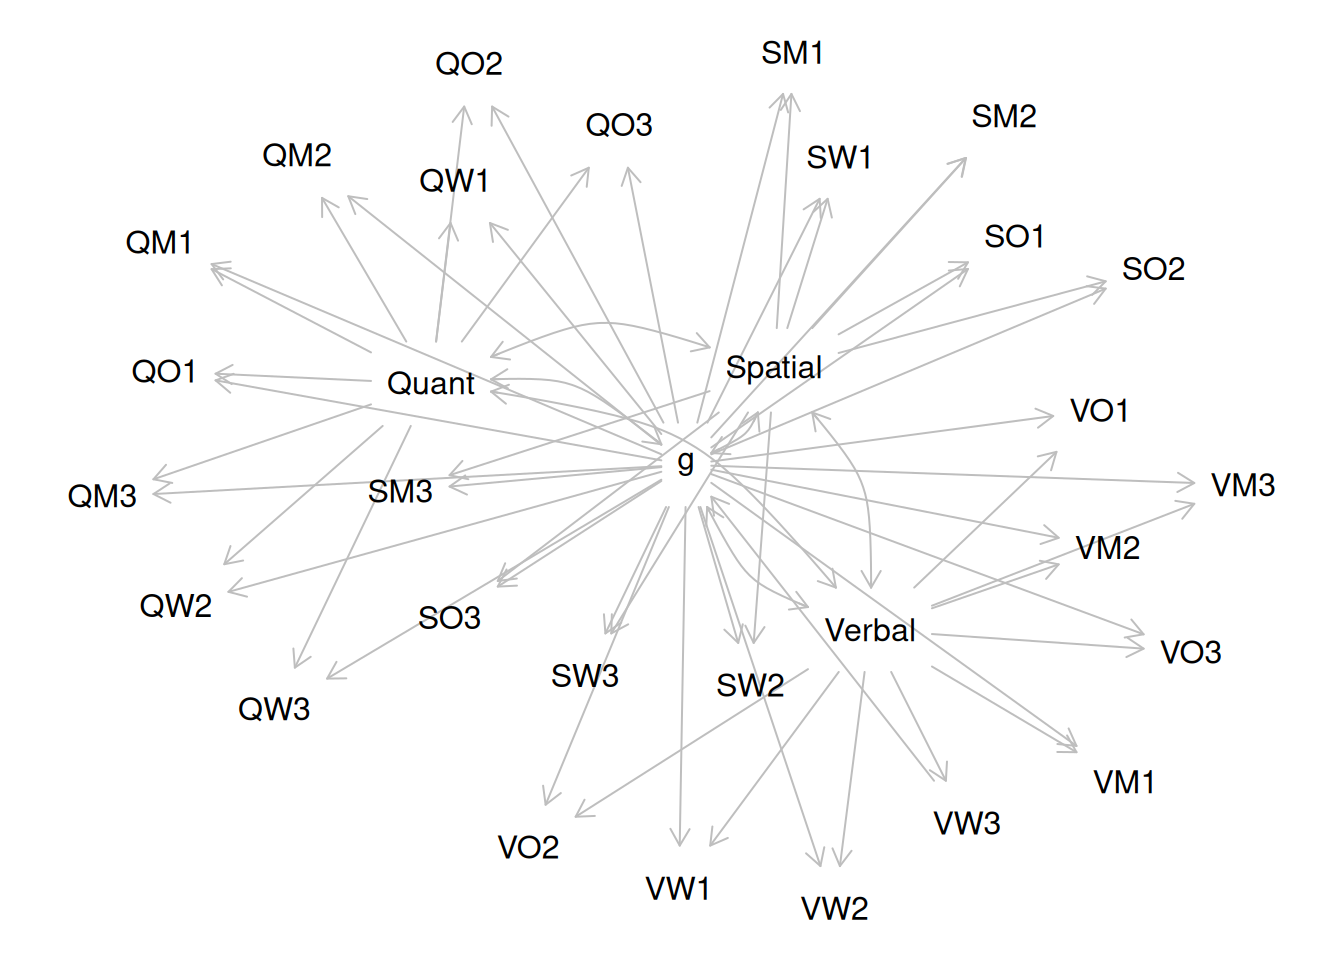 SM1
QO2
SM2
QO3
QM2
SW1
QW1
SO1
QM1
SO2
Spatial
QO1
Quant
VO1
g
VM3
SM3
QM3
VM2
QW2
SO3
Verbal
VO3
SW3
SW2
QW3
VM1
VW3
VO2
VW1
VW2